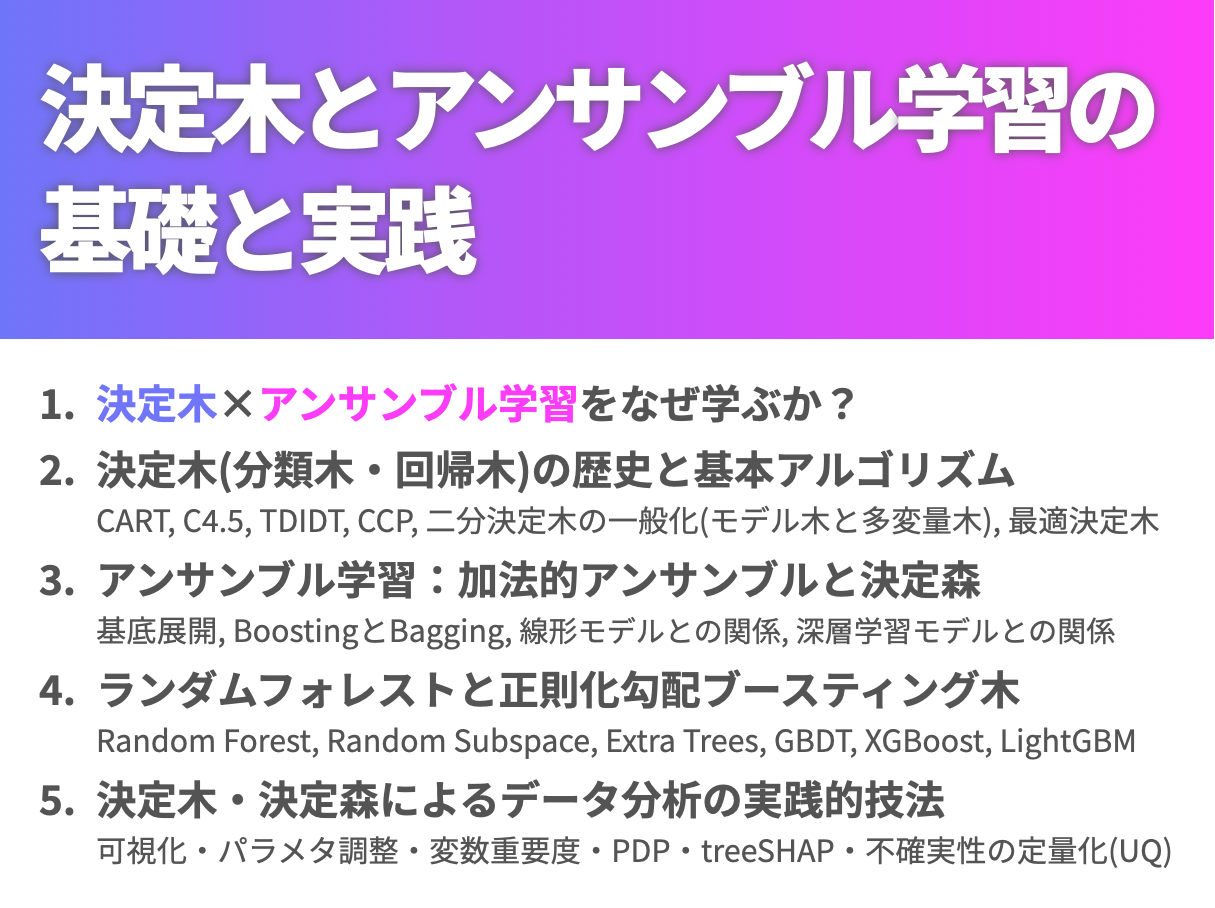 決定木とアンサンブル学習の
基礎と実践
1. 決定木×アンサンブル学習をなぜ学ぶか？
2. 決定木(分類木・回帰木)の歴史と基本アルゴリズム
CART, C4.5, TDIDT, CCP, 二分決定木の一般化(モデル木と多変量木), 最適決定木
3. アンサンブル学習：加法的アンサンブルと決定森
基底展開, BoostingとBagging, 線形モデルとの関係, 深層学習モデルとの関係
4. ランダムフォレストと正則化勾配ブースティング木
Random Forest, Random Subspace, Extra Trees, GBDT, XGBoost, LightGBM
5. 決定木・決定森によるデータ分析の実践的技法
可視化・パラメタ調整・変数重要度・PDP・treeSHAP・不確実性の定量化(UQ)